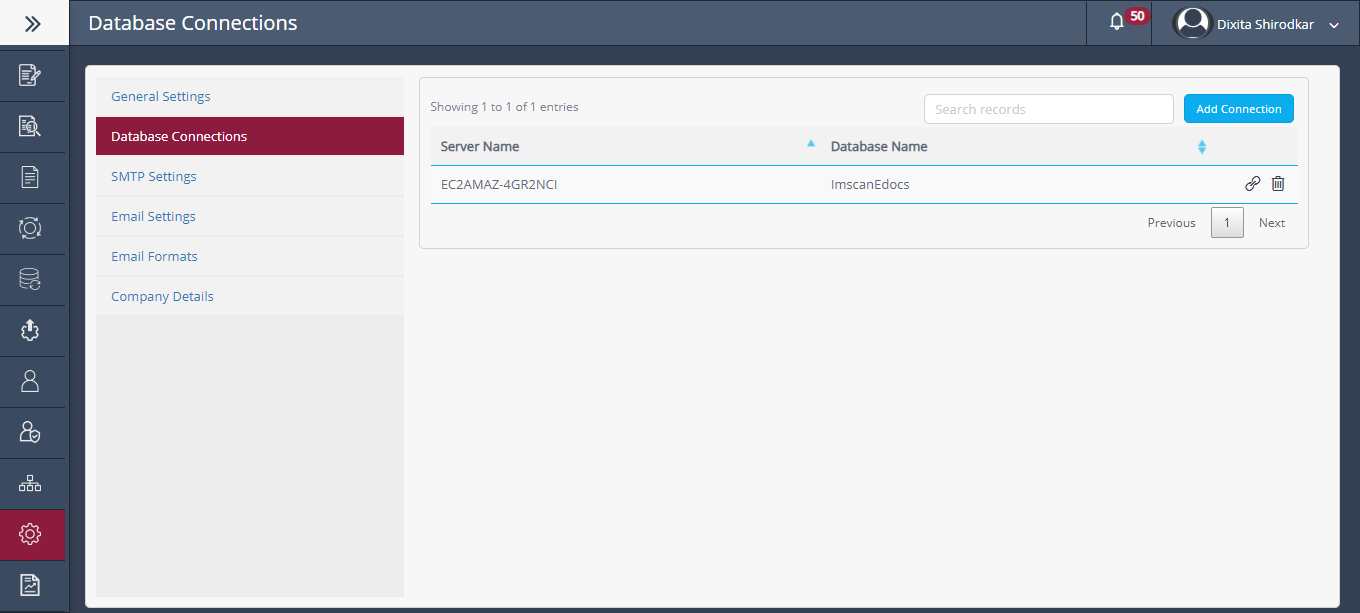 Database Connections
50
Dixita Shirodkar
General Settings
Database Connections
SMTP Settings
Email Settings
Email Formats
Company Details
Showing 1 to 1 of 1 entries
Search records
Add Connection
Server Name Database Name
EC2AMAZ-4GR2NCI ImscanEdocs
Previous 1 Next